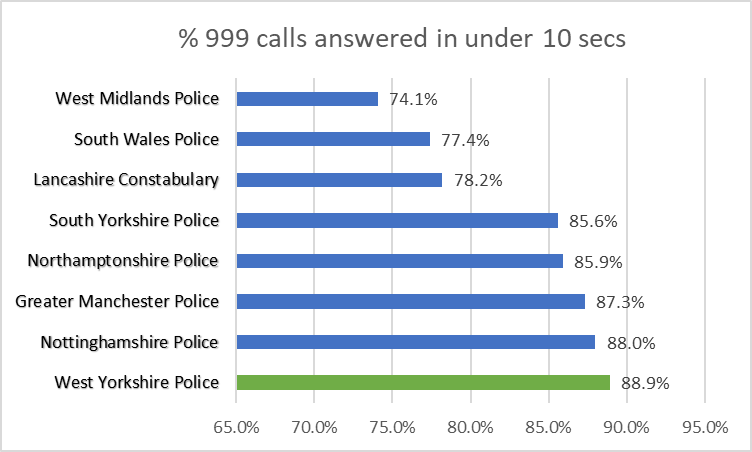 % 999 calls answered in under 10 secs
West Midlands Police 74.1%
South Wales Police 77.4%
Lancashire Constabulary 78.2%
South Yorkshire Police 85.6%
Northamptonshire Police 85.9%
Greater Manchester Police 87.3%
Nottinghamshire Police 88.0%
West Yorkshire Police 88.9%
65.0% 70.0% 75.0% 80.0% 85.0% 90.0% 95.0%